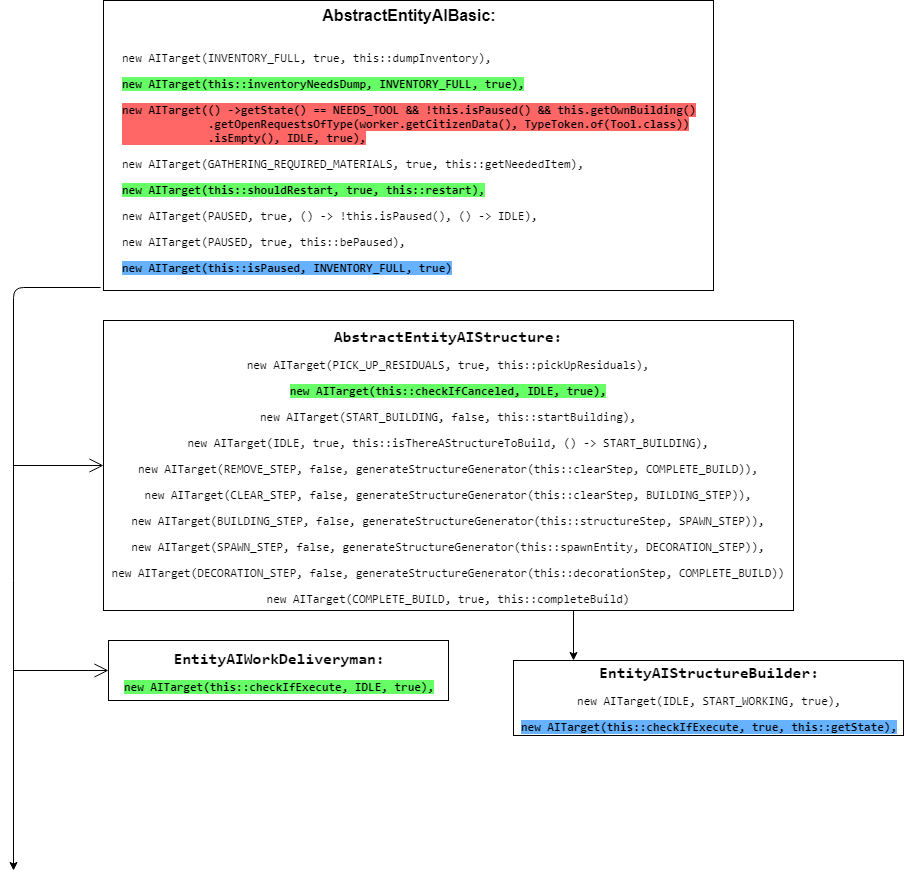 AbstractEntityAIBasic:
new AITarget(INVENTORY_FULL, true, this::dumpInventory),
new AITarget(this::inventoryNeedsDump, INVENTORY_FULL, true),
new AITarget(() ->getState() == NEEDS_TOOL && !this.isPaused() && this.getOwnBuilding()
.getOpenRequestsOfType(worker.getCitizenData(), TypeToken.of(Tool.class))
.isEmpty(), IDLE, true),
new AITarget(GATHERING_REQUIRED_MATERIALS, true, this::getNeededItem),
new AITarget(this::shouldRestart, true, this::restart),
new AITarget(PAUSED, true, () -> !this.isPaused(), () -> IDLE),
new AITarget(PAUSED, true, this::bePaused),
new AITarget(this::isPaused, INVENTORY_FULL, true)
AbstractEntityAIStructure:
new AITarget(PICK_UP_RESIDUALS, true, this::pickUpResiduals),
new AITarget(this::checkIfCanceled, IDLE, true),
new AITarget(START_BUILDING, false, this::startBuilding),
new AITarget(IDLE, true, this::isThereAStructureToBuild, () -> START_BUILDING),
new AITarget(REMOVE_STEP, false, generateStructureGenerator(this::clearStep, COMPLETE_BUILD)),
new AITarget(CLEAR_STEP, false, generateStructureGenerator(this::clearStep, BUILDING_STEP)),
new AITarget(BUILDING_STEP, false, generateStructureGenerator(this::structureStep, SPAWN_STEP)),
new AITarget(SPAWN_STEP, false, generateStructureGenerator(this::spawnEntity, DECORATION_STEP)),
new AITarget(DECORATION_STEP, false, generateStructureGenerator(this::decorationStep, COMPLETE_BUILD))
new AITarget(COMPLETE_BUILD, true, this::completeBuild)
EntityAIWorkDeliveryman:
new AITarget(this::checkIfExecute, IDLE, true),
EntityAIStructureBuilder:
new AITarget(IDLE, START_WORKING, true),
new AITarget(this::checkIfExecute, true, this::getState),